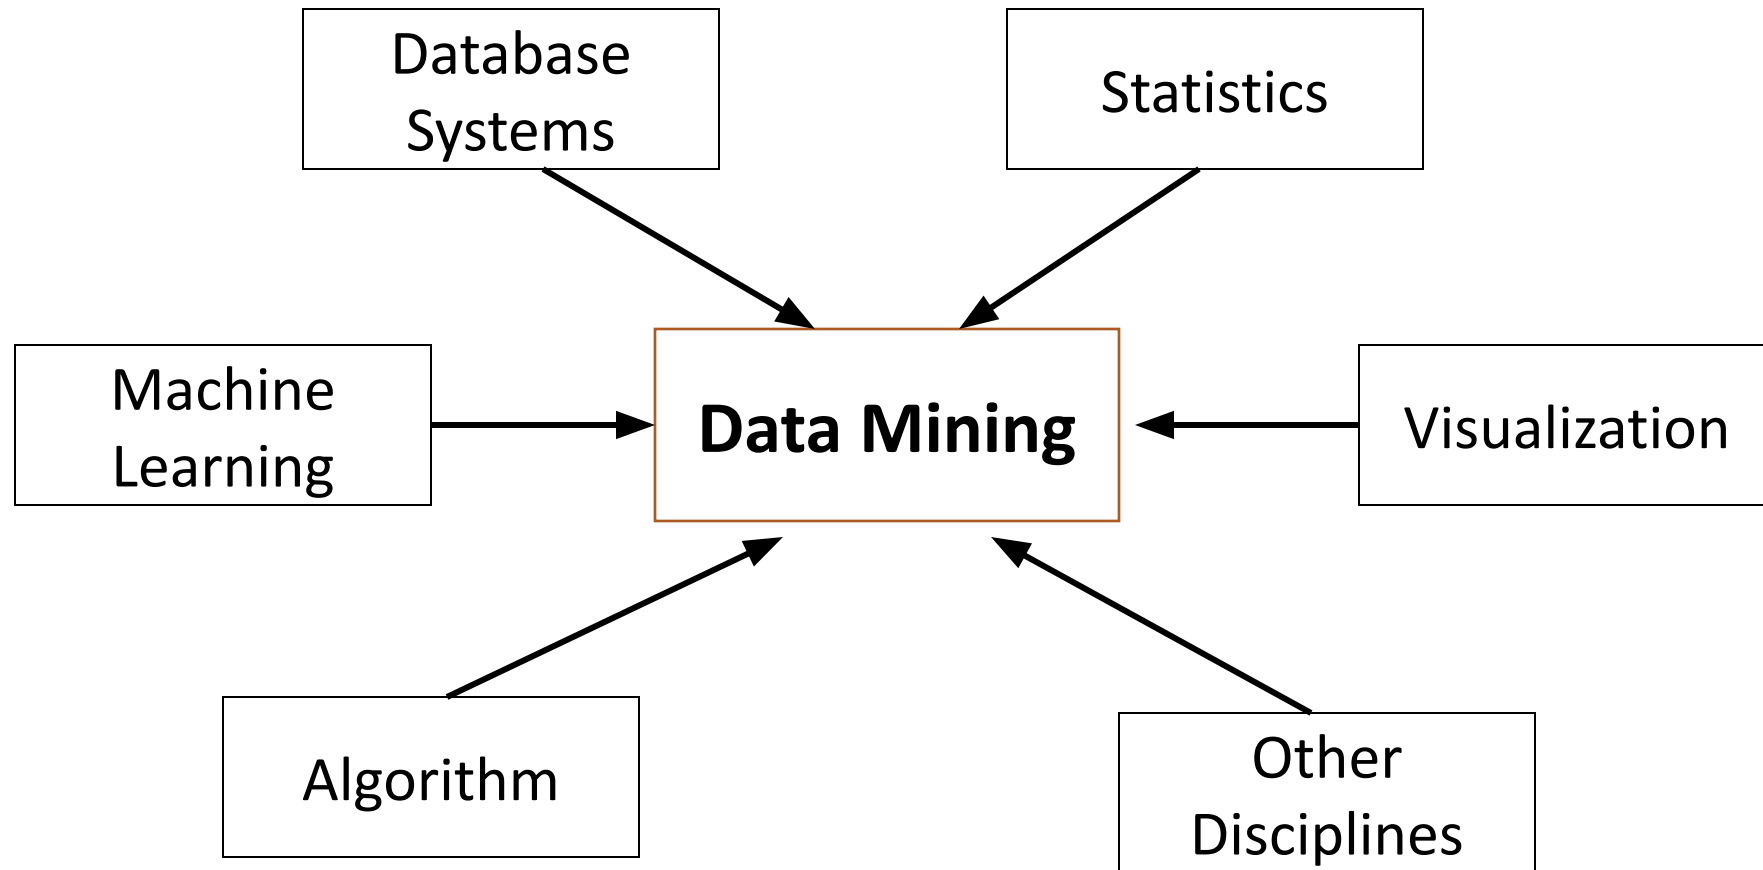 Database
Systems
Statistics
Machine
Learning
Data Mining
Visualization
Algorithm
Other
Disciplines